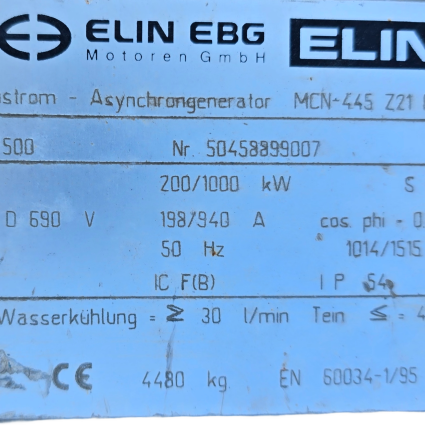 ELIN EBG ELIN
Motoren GmbH
strom - Asynchrongenerator MCN-445 Z21
500 Nr. 50458899007
200/1000 kW S
D 690 V 198/940 A cos phi - 0.
50 Hz 1014/1515
IC F(B) I P 54
Wasserkühlung = ≥ 30 l/min Tein ≤ = 4
CE 4480 kg EN 60034-1/95